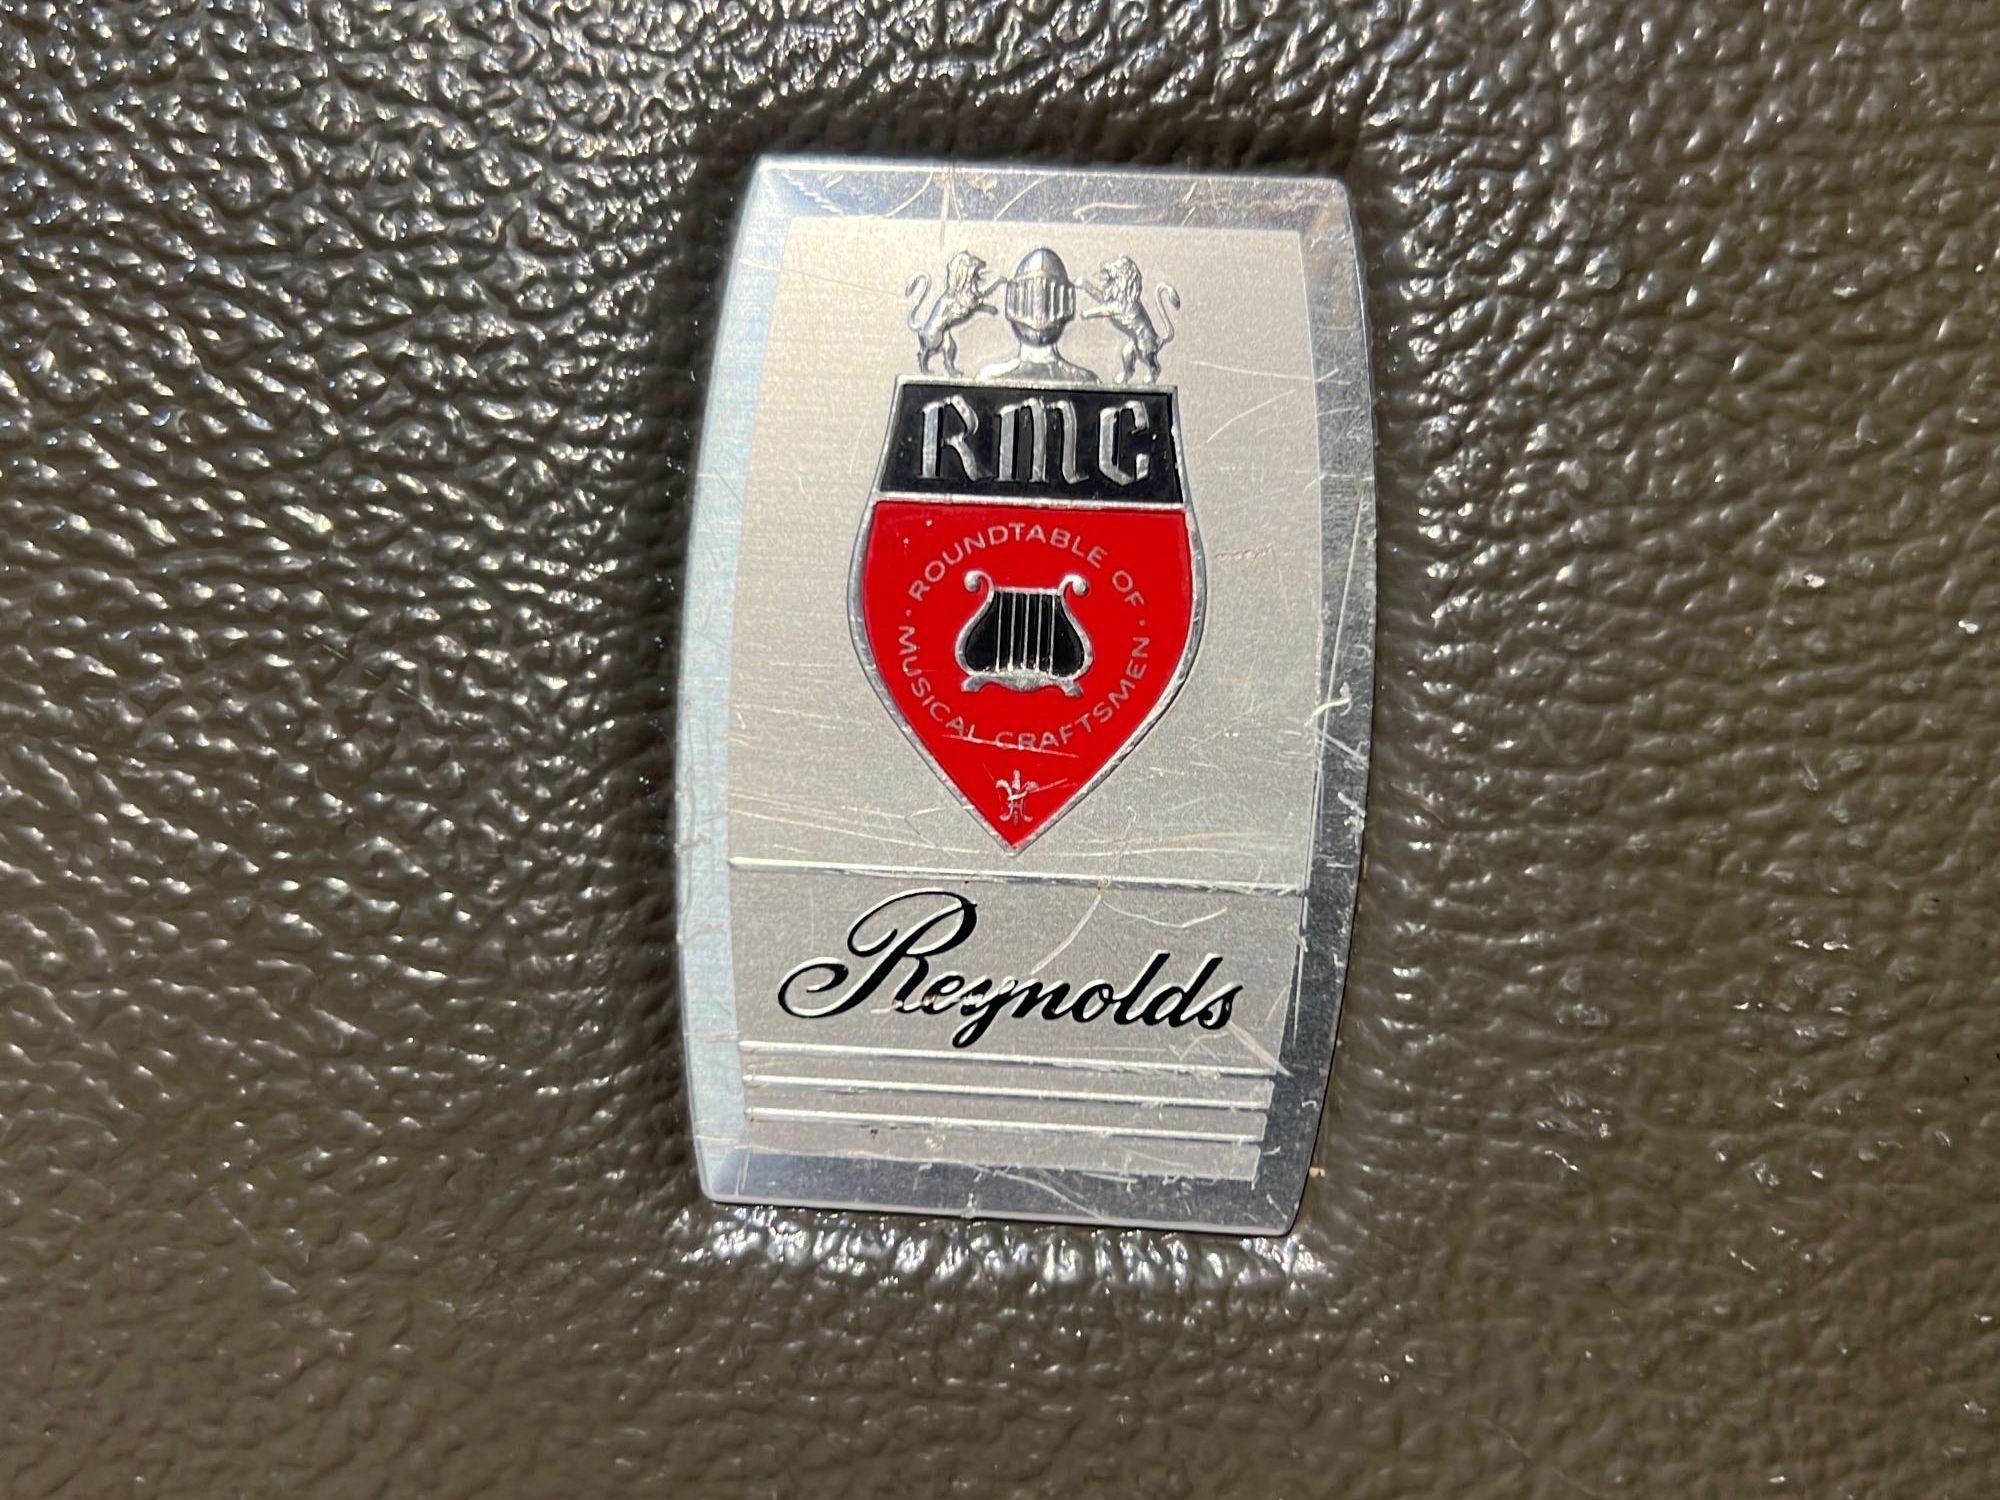 RMC
· ROUNDTABLE OF ·
MUSICAL CRAFTSMEN
Reynolds